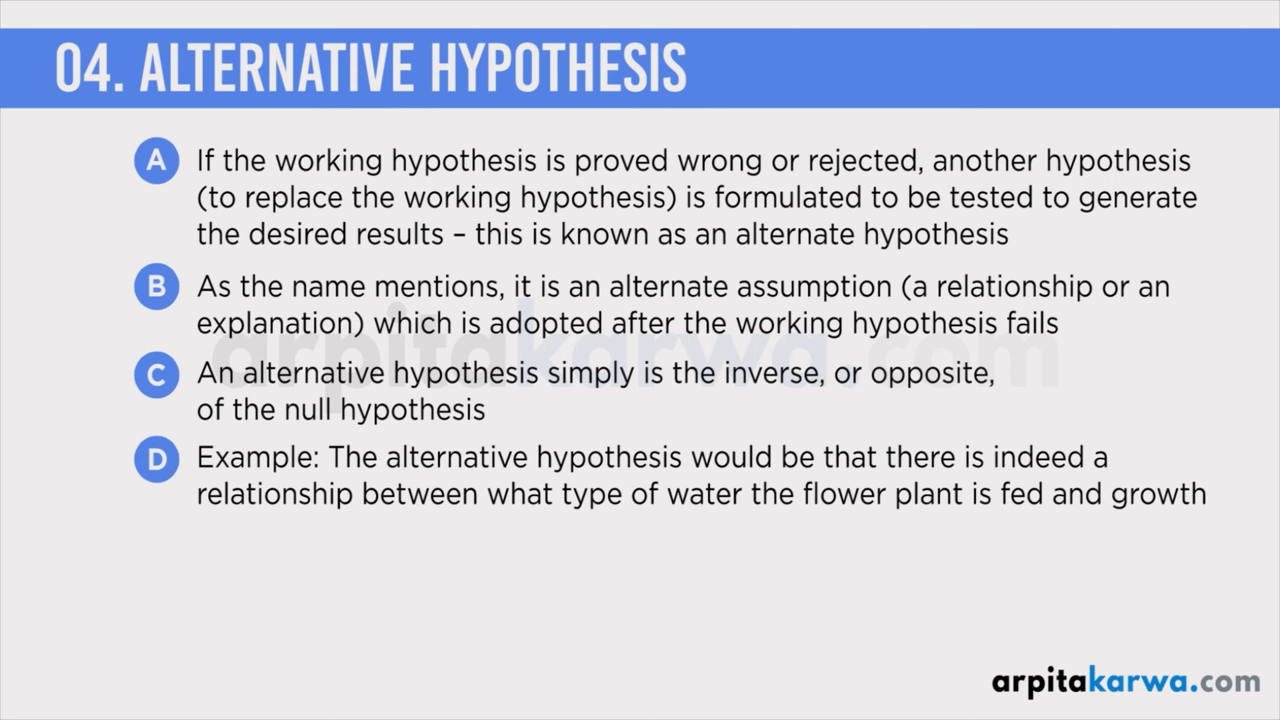 04. ALTERNATIVE HYPOTHESIS
A If the working hypothesis is proved wrong or rejected, another hypothesis
(to replace the working hypothesis) is formulated to be tested to generate
the desired results – this is known as an alternate hypothesis
B As the name mentions, it is an alternate assumption (a relationship or an
explanation) which is adopted after the working hypothesis fails
arpitakarwa.com
C An alternative hypothesis simply is the inverse, or opposite,
of the null hypothesis
D Example: The alternative hypothesis would be that there is indeed a
relationship between what type of water the flower plant is fed and growth
arpitakarwa.com